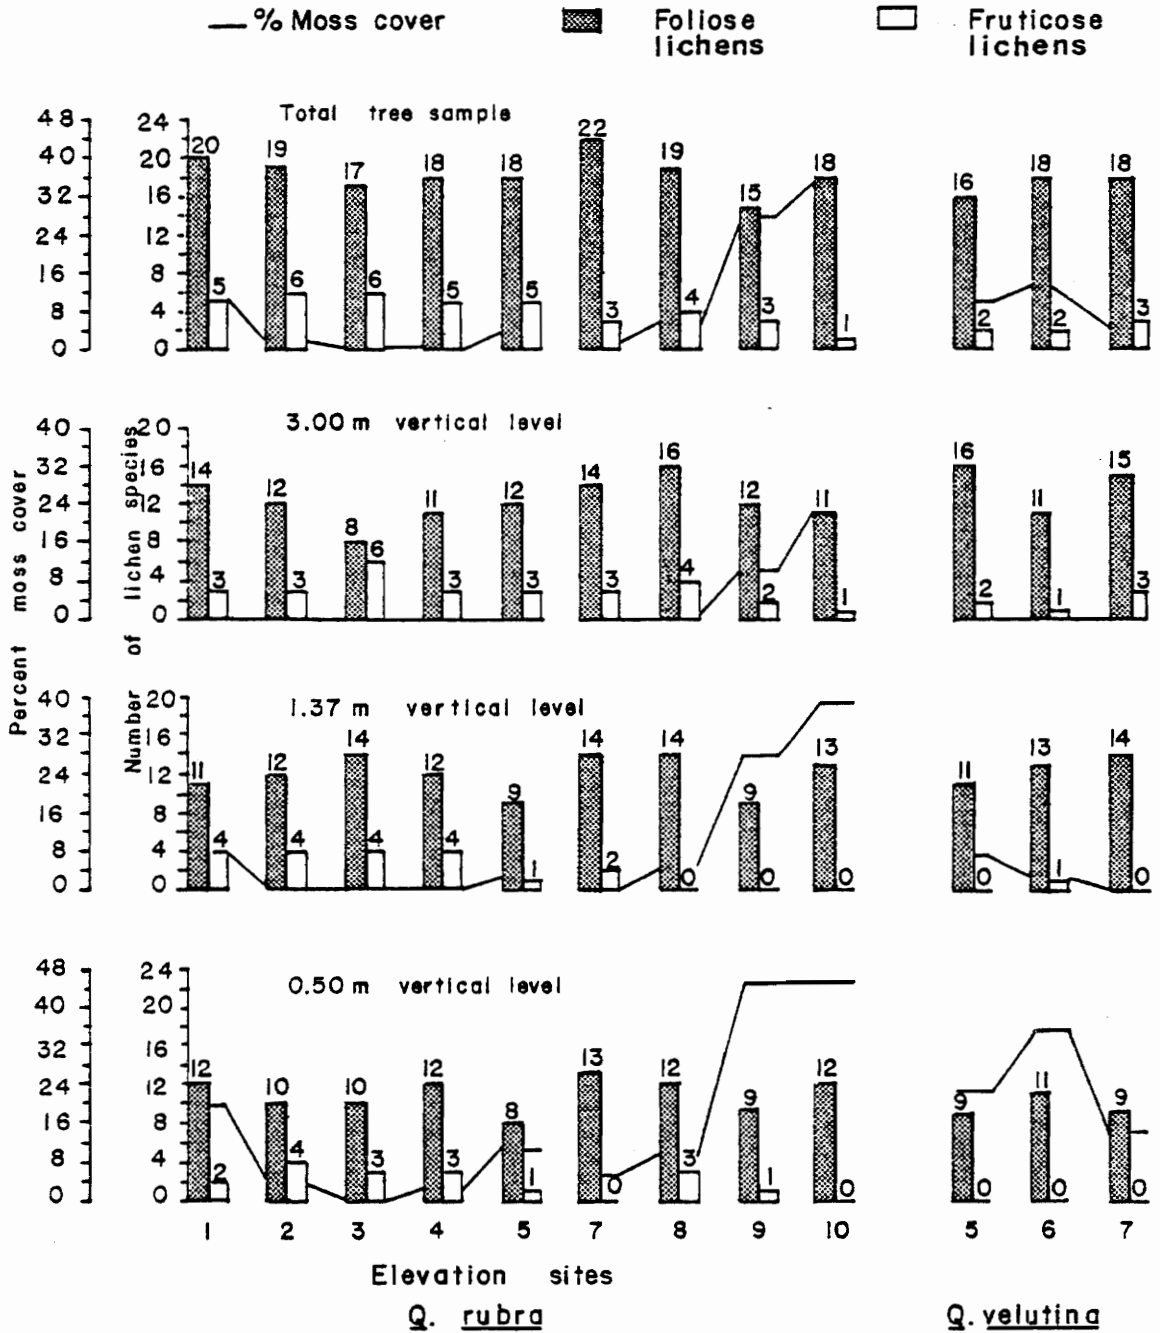 % Moss cover
Foliose lichens
Fruticose lichens
Total tree sample
48 40 32 24 16 8 0
24 20 16 12 8 4 0
20 5 19 6 17 6 18 5 18 5 22 3 19 4 15 3 18 1 16 2 18 2 18 3
3.00 m vertical level
40 32 24 16 8 0
20 16 12 8 4 0
14 3 12 3 8 6 11 3 12 3 14 3 16 4 12 2 11 1 16 2 11 1 15 3
Percent moss cover
Number of lichen species
1.37 m vertical level
40 32 24 16 8 0
20 16 12 8 4 0
11 4 12 4 14 4 12 4 9 1 14 2 14 0 9 0 13 0 11 0 13 1 14 0
0.50 m vertical level
48 40 32 24 16 8 0
24 20 16 12 8 4 0
12 2 10 4 10 3 12 3 8 1 13 0 12 3 9 1 12 0 9 0 11 0 9 0
1 2 3 4 5 7 8 9 10 5 6 7
Elevation sites
Q. rubra
Q. velutina